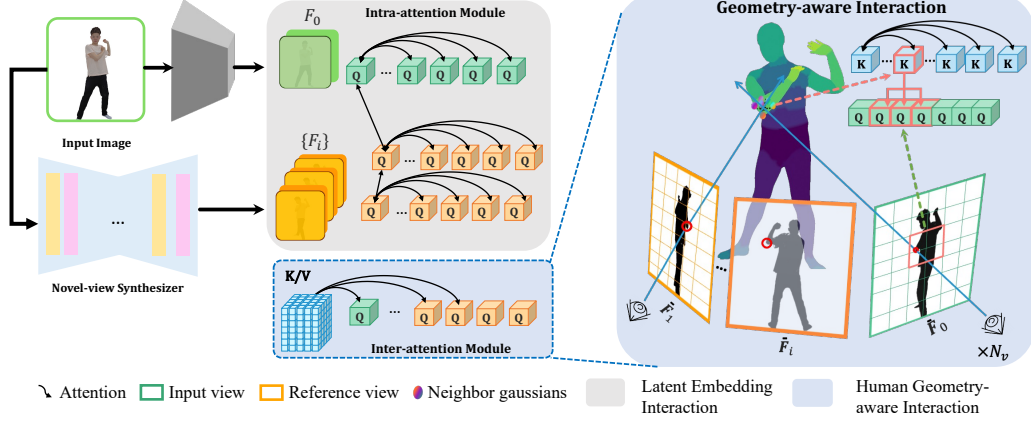 Intra-attention Module
F₀
Q ... Q Q Q Q
Input Image
{Fᵢ}
Q ... Q Q Q Q
Q ... Q Q Q Q
...
Novel-view Synthesizer
K/V
Q ... Q Q Q Q
Inter-attention Module
Geometry-aware Interaction
K ... K K K K
Q Q Q Q Q Q Q
...
F̄₁
F̄ᵢ
F̄₀
×Nᵥ
Attention
Input view
Reference view
Neighbor gaussians
Latent Embedding
Interaction
Human Geometry-
aware Interaction